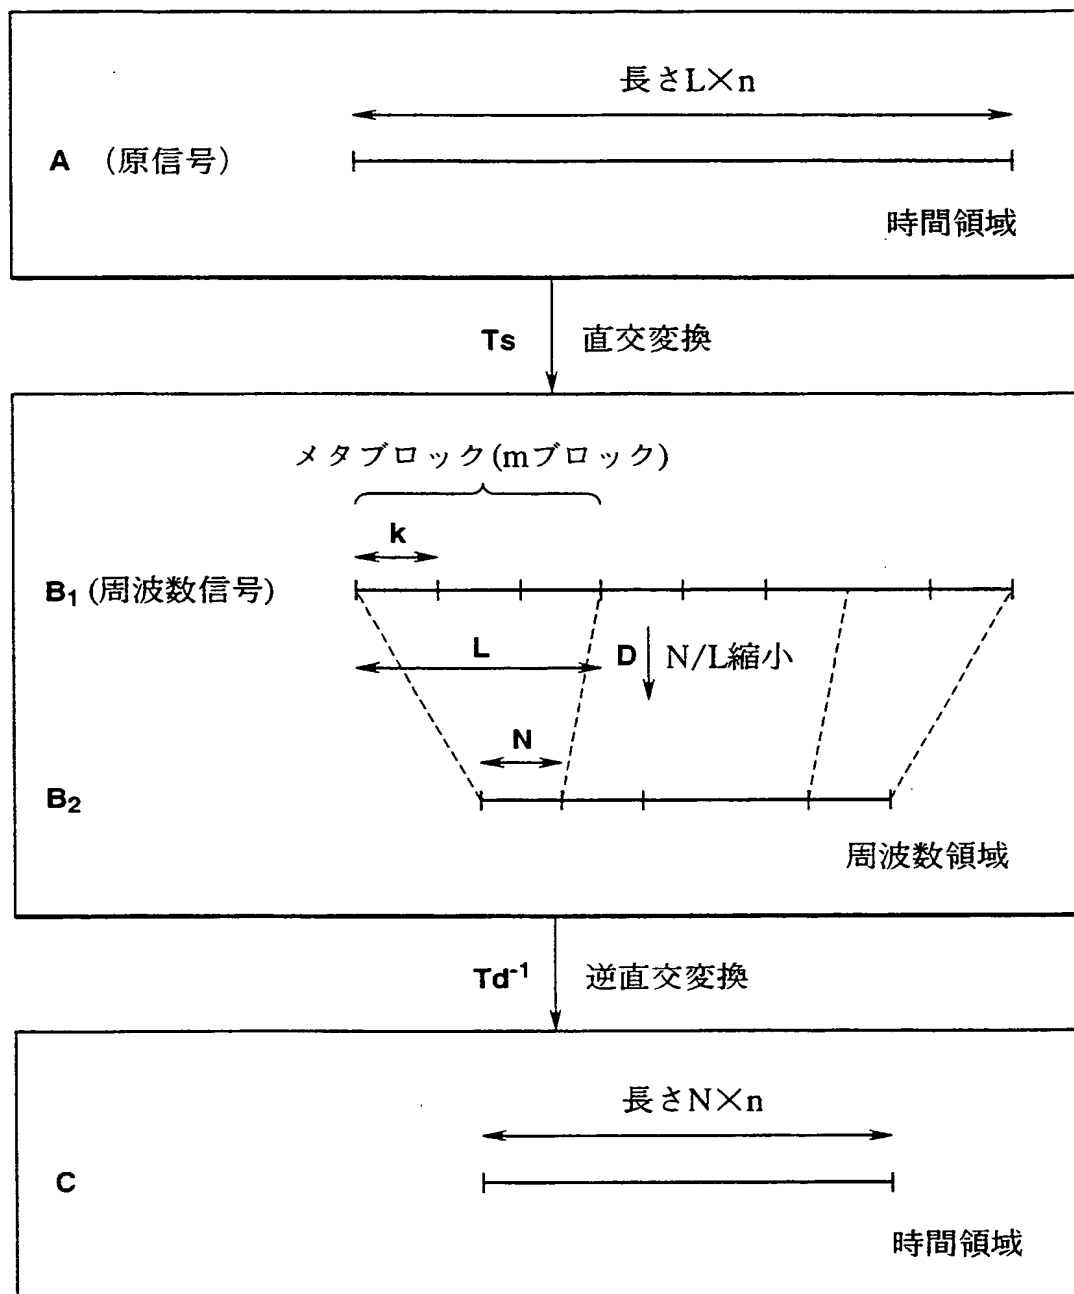 長さL×n
A (原信号)
時間領域
Ts 直交変換
メタブロック(mブロック)
k
B₁ (周波数信号)
L
D N/L縮小
N
B₂
周波数領域
Td⁻¹ 逆直交変換
長さN×n
C
時間領域